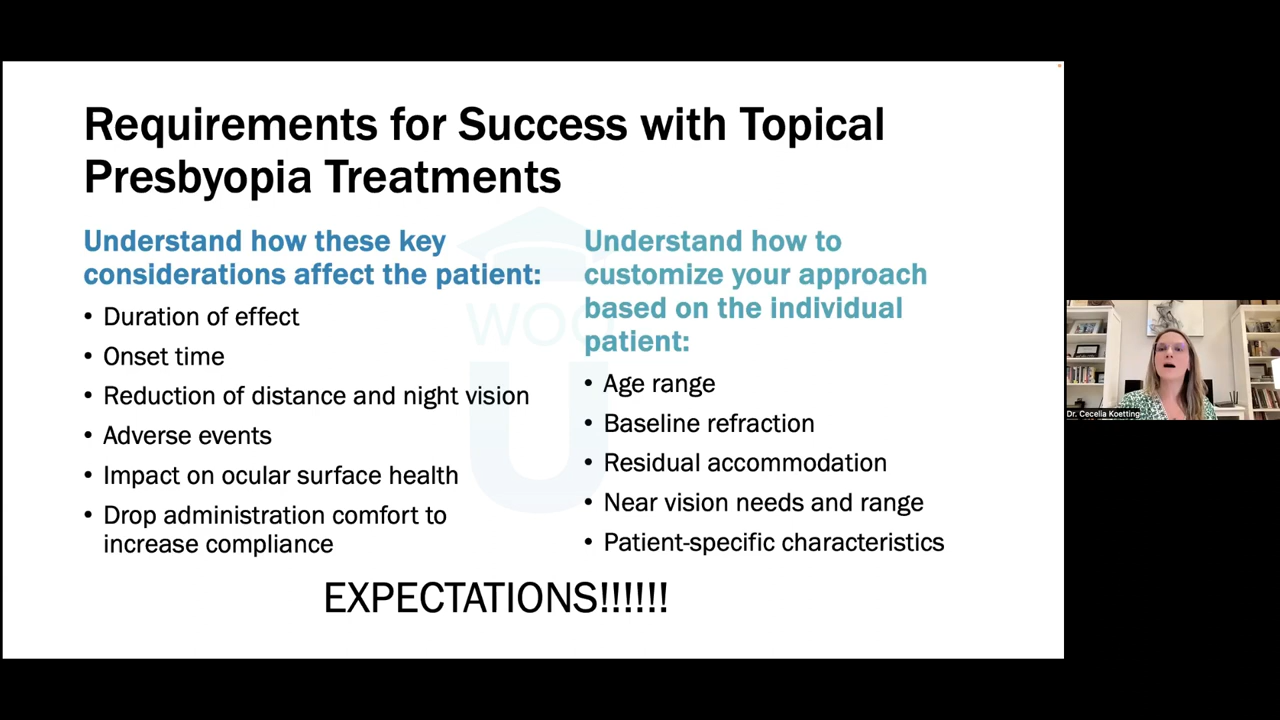 Requirements for Success with Topical
Presbyopia Treatments
Understand how these key
considerations affect the patient:
• Duration of effect
• Onset time
• Reduction of distance and night vision
• Adverse events
• Impact on ocular surface health
• Drop administration comfort to
increase compliance
Understand how to
customize your approach
based on the individual
patient:
• Age range
• Baseline refraction
• Residual accommodation
• Near vision needs and range
• Patient-specific characteristics
EXPECTATIONS!!!!!!
WOO
U
Dr. Cecelia Koetting